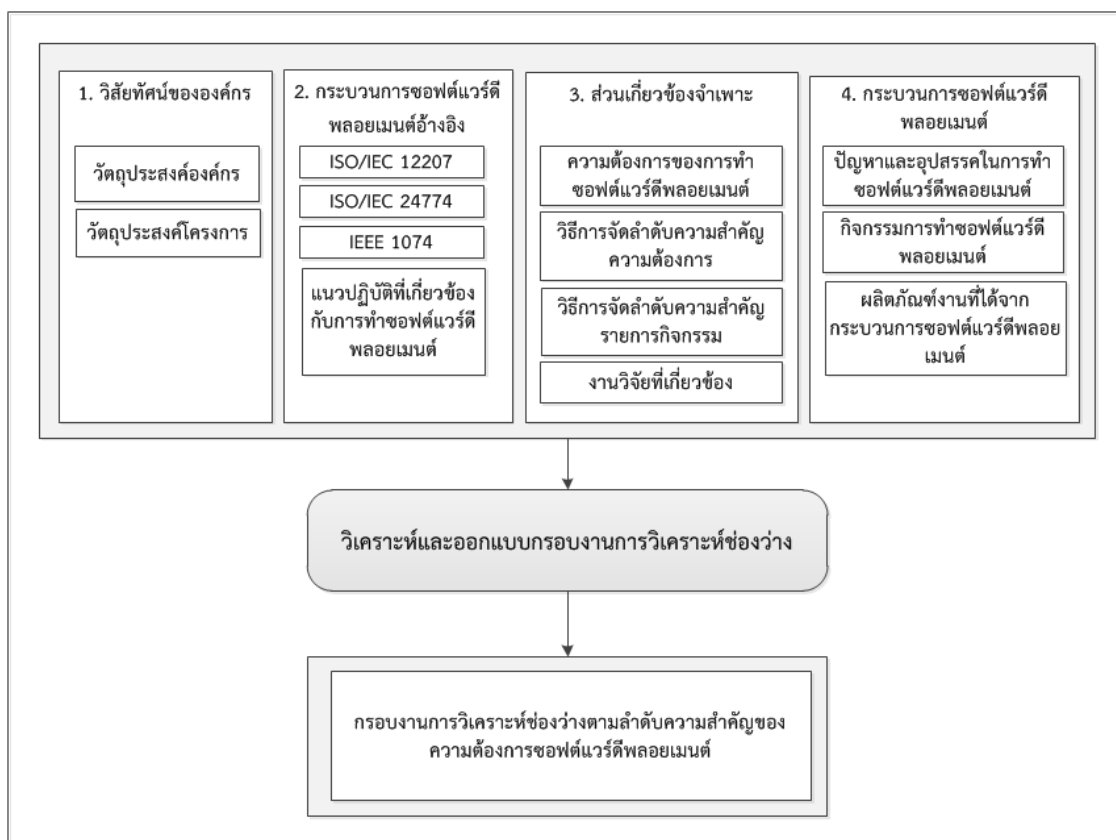 1. วิสัยทัศน์ขององค์กร
วัตถุประสงค์องค์กร
วัตถุประสงค์โครงการ
2. กระบวนการซอฟต์แวร์ดี
พลอยเมนต์อ้างอิง
ISO/IEC 12207
ISO/IEC 24774
IEEE 1074
แนวปฏิบัติที่เกี่ยวข้อง
กับการทำซอฟต์แวร์ดี
พลอยเมนต์
3. ส่วนเกี่ยวข้องจำเพาะ
ความต้องการของการทำ
ซอฟต์แวร์ดีพลอยเมนต์
วิธีการจัดลำดับความสำคัญ
ความต้องการ
วิธีการจัดลำดับความสำคัญ
รายการกิจกรรม
งานวิจัยที่เกี่ยวข้อง
4. กระบวนการซอฟต์แวร์ดี
พลอยเมนต์
ปัญหาและอุปสรรคในการทำ
ซอฟต์แวร์ดีพลอยเมนต์
กิจกรรมการทำซอฟต์แวร์ดี
พลอยเมนต์
ผลิตภัณฑ์งานที่ได้จาก
กระบวนการซอฟต์แวร์ดีพลอย
เมนต์
วิเคราะห์และออกแบบกรอบงานการวิเคราะห์ช่องว่าง
กรอบงานการวิเคราะห์ช่องว่างตามลำดับความสำคัญของ
ความต้องการซอฟต์แวร์ดีพลอยเมนต์